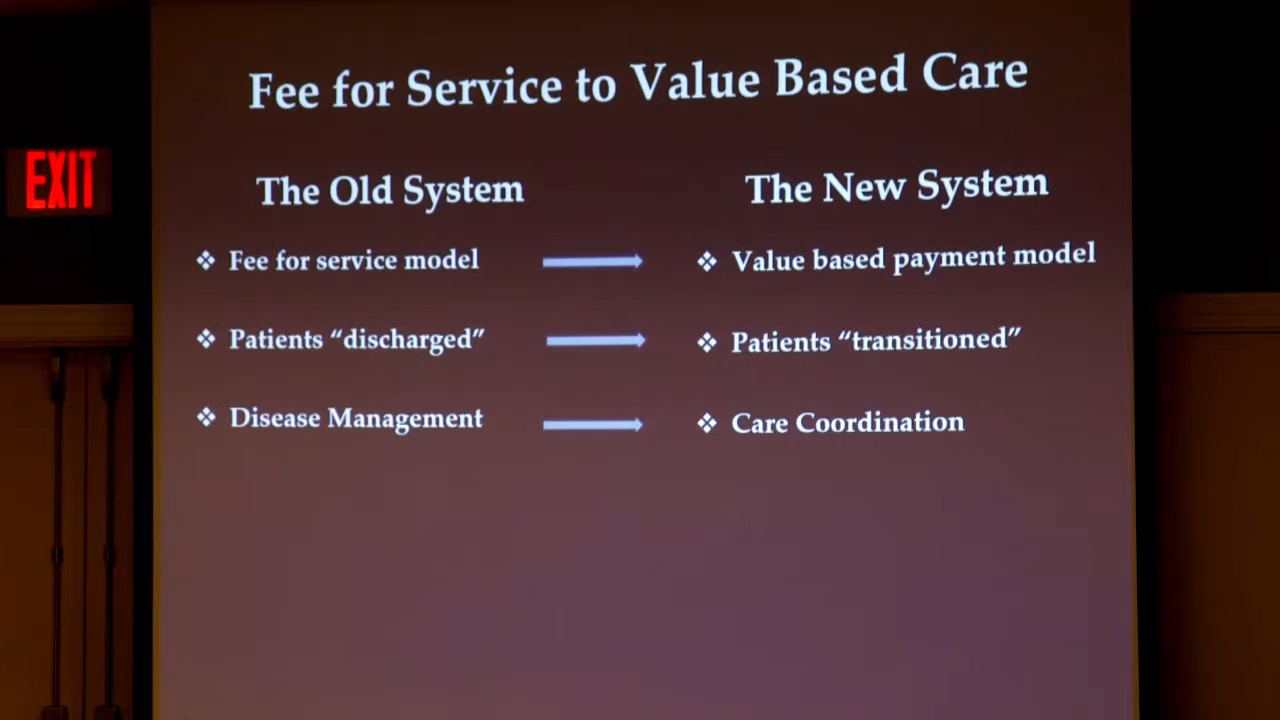 Fee for Service to Value Based Care
EXIT
The Old System
The New System
❖ Fee for service model
❖ Value based payment model
❖ Patients “discharged”
❖ Patients “transitioned”
❖ Disease Management
❖ Care Coordination